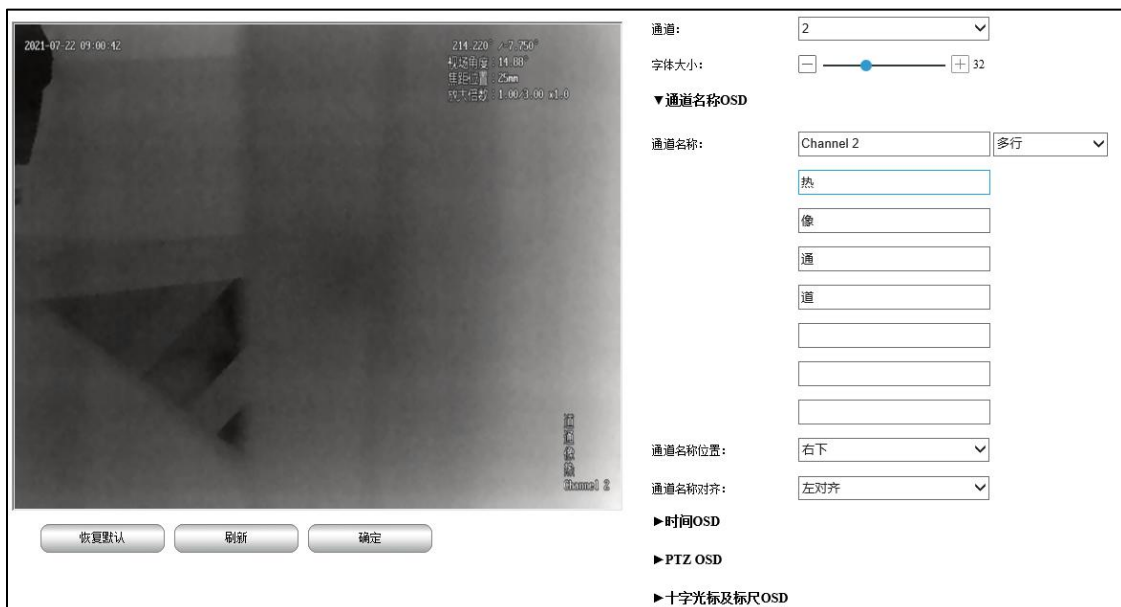 2021-07-22 09:00:42
214.220° /-7.750°
视场角度：14.88°
焦距位置：25mm
放大倍数：1.00/3.00 x1.0
道
通
像
热
Channel 2
恢复默认
刷新
确定
通道：
2
字体大小：
32
▼通道名称OSD
通道名称：
Channel 2
多行
热
像
通
道
通道名称位置：
右下
通道名称对齐：
左对齐
►时间OSD
►PTZ OSD
►十字光标及标尺OSD